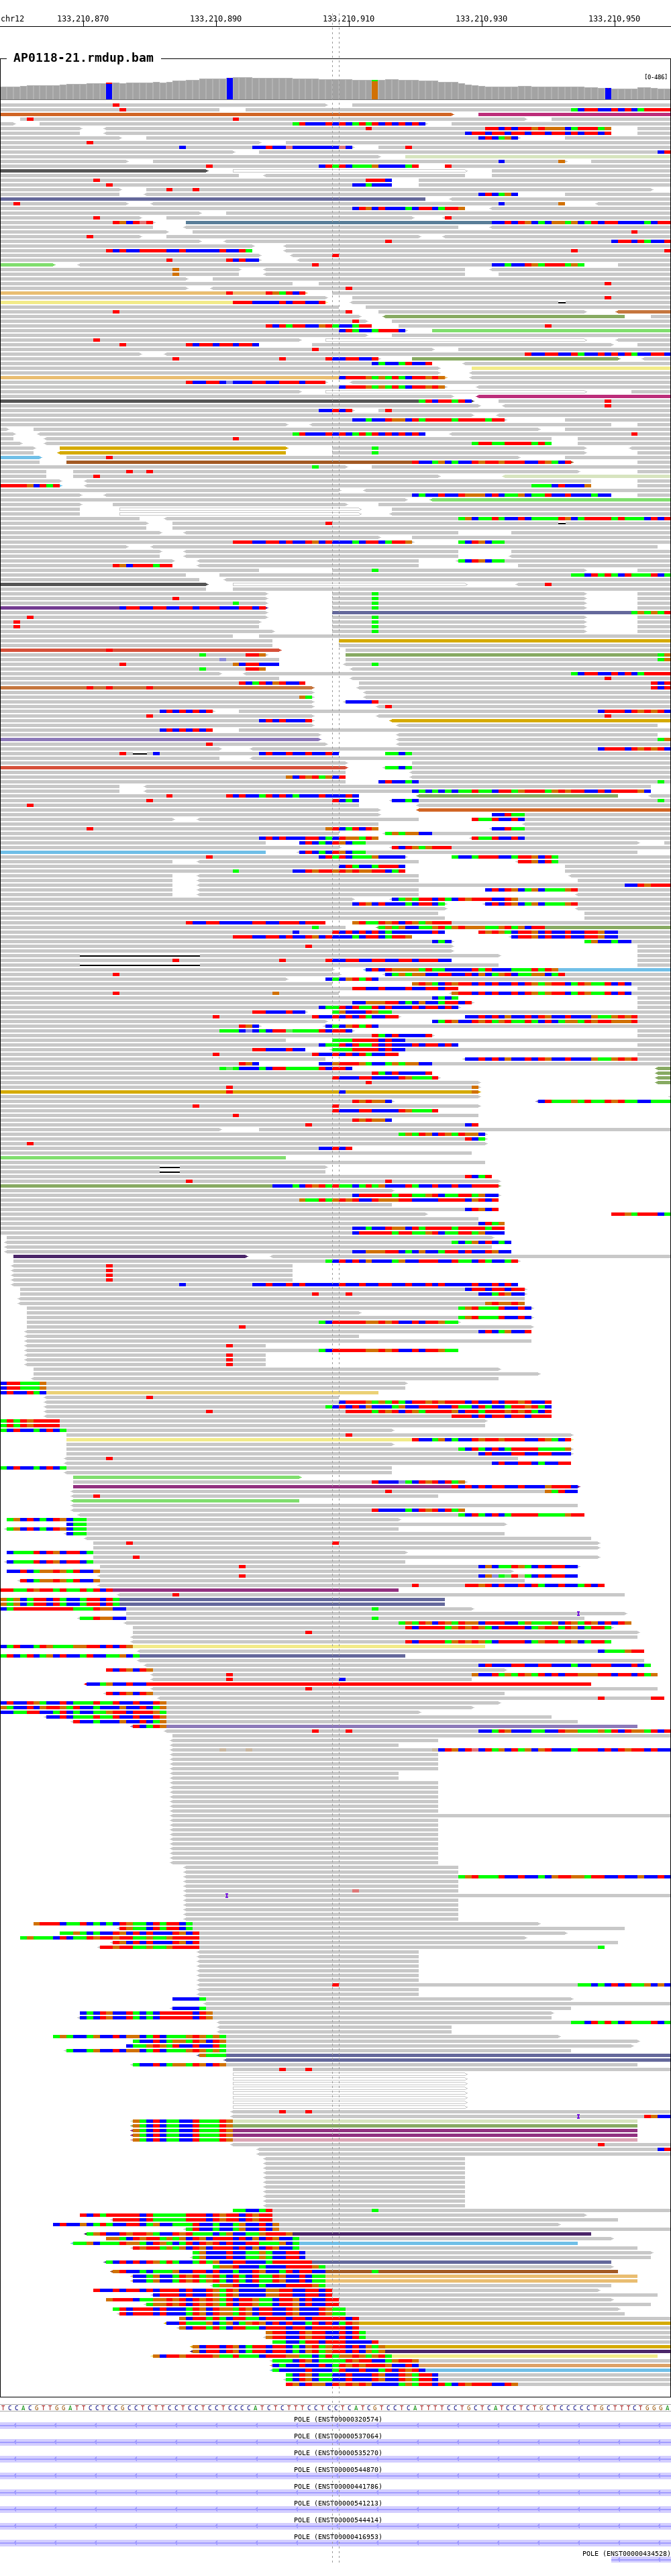 chr12 133,210,870 133,210,890 133,210,910 133,210,930 133,210,950
AP0118-21.rmdup.bam
[0-486]
TCCACGTTGGATTCCTCCGCCTCTTCCTCCTCCTCCCCATCTCTTTCCTCCTCATCGTCCTCATTTTCCTGCTCATCCTCTGCTCCCCCTGCTTTCTGGGA
POLE (ENST00000320574)
POLE (ENST00000537064)
POLE (ENST00000535270)
POLE (ENST00000544870)
POLE (ENST00000441786)
POLE (ENST00000541213)
POLE (ENST00000544414)
POLE (ENST00000416953)
POLE (ENST00000434528)